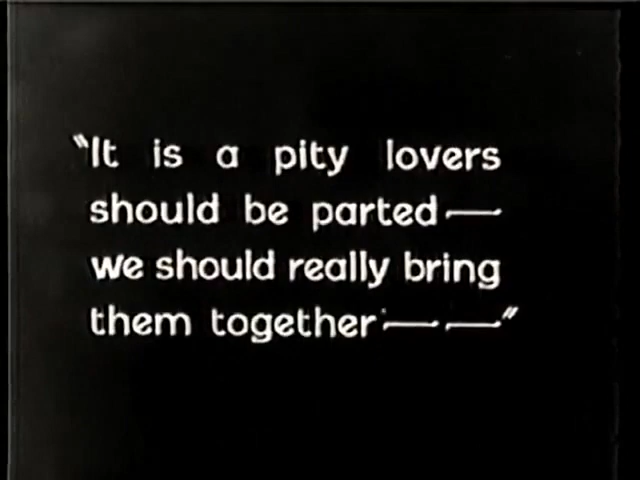 "It is a pity lovers
should be parted—
we should really bring
them together— —"